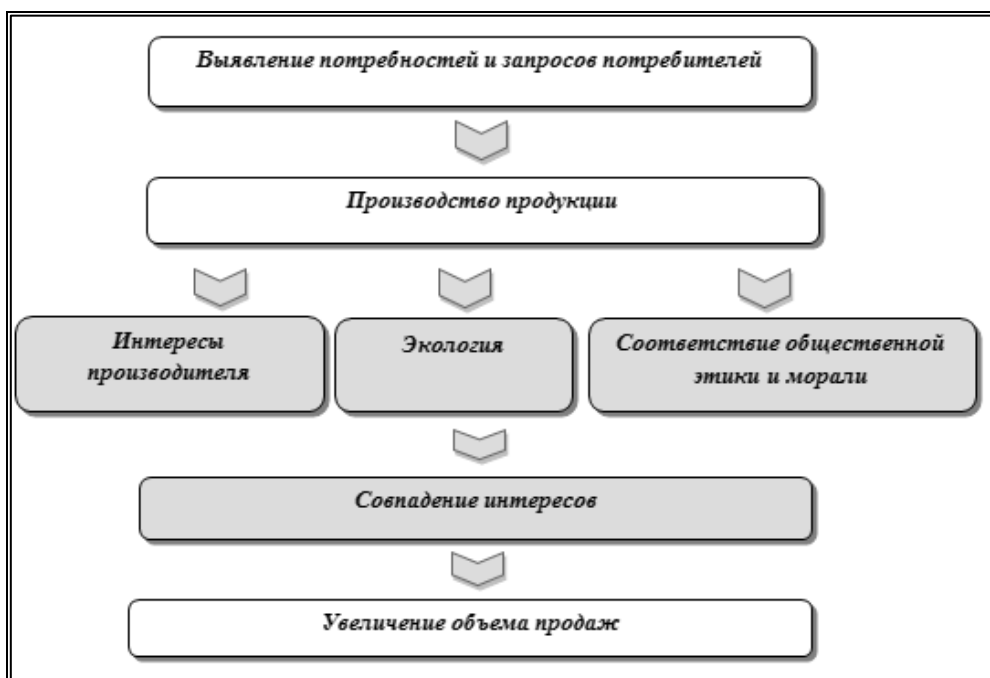 Выявление потребностей и запросов потребителей
Производство продукции
Интересы
производителя
Экология
Соответствие общественной
этики и морали
Совпадение интересов
Увеличение объема продаж